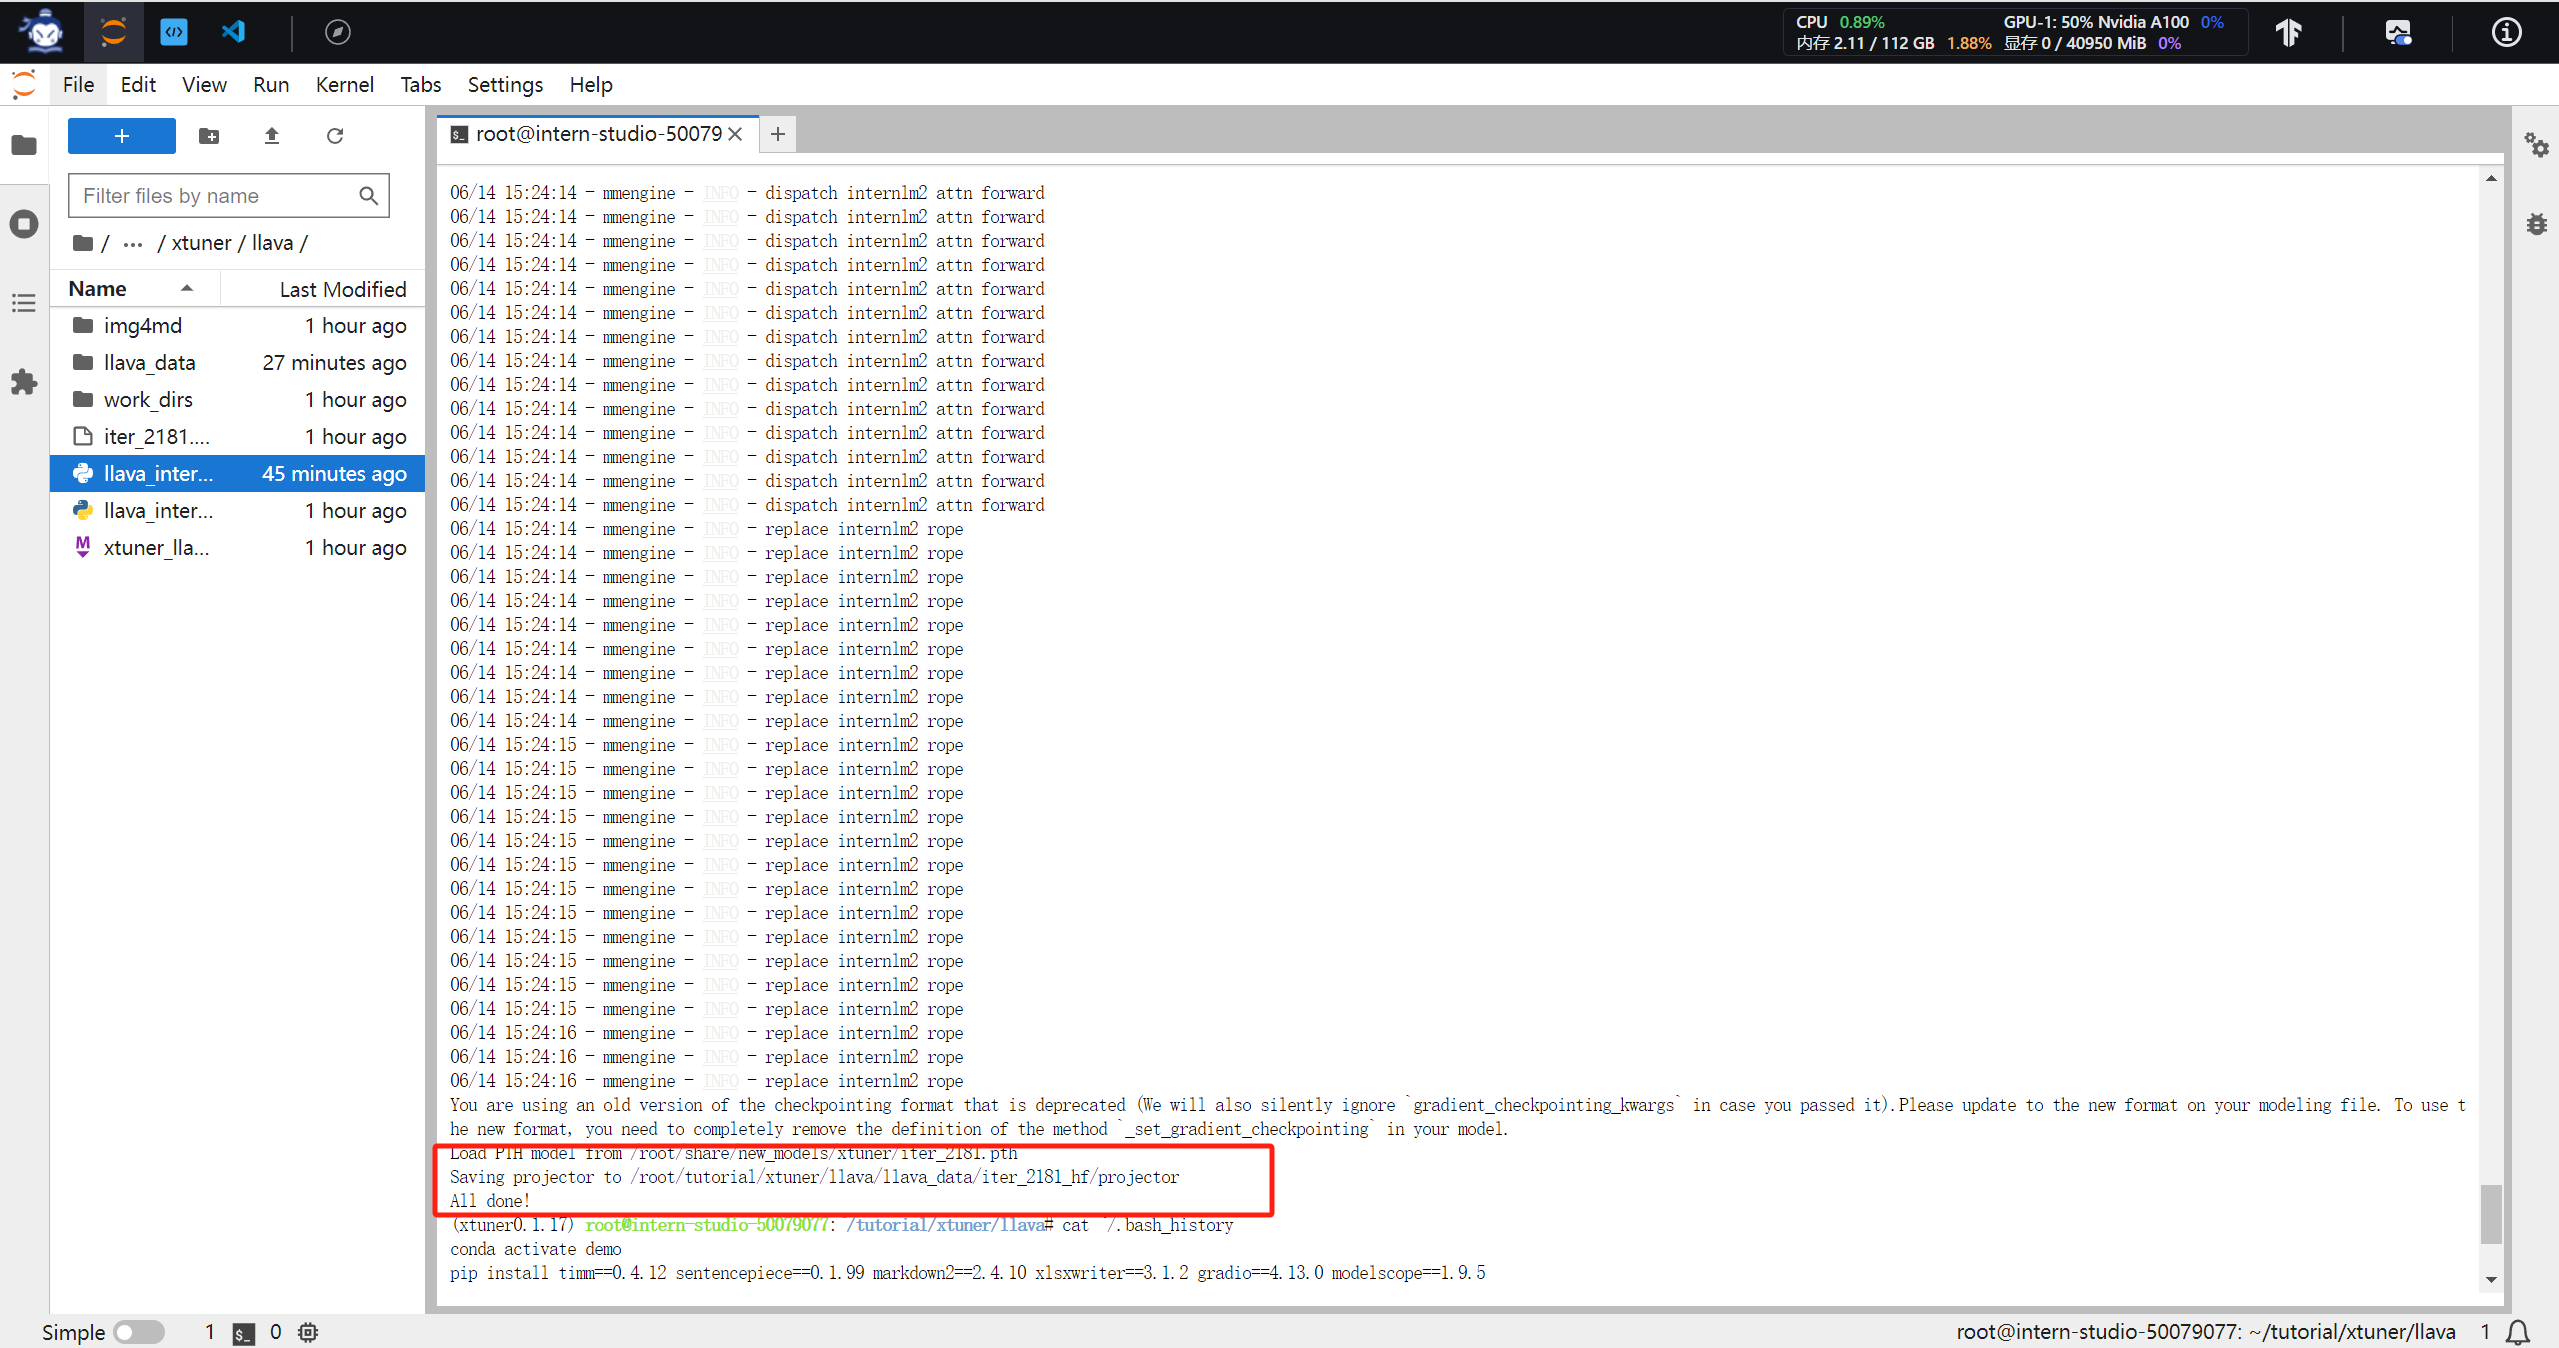 CPU 0.89% GPU-1: 50% Nvidia A100 0%
内存 2.11 / 112 GB 1.88% 显存 0 / 40950 MiB 0%
File Edit View Run Kernel Tabs Settings Help
Filter files by name
/ ··· / xtuner / llava /
Name Last Modified
img4md 1 hour ago
llava_data 27 minutes ago
work_dirs 1 hour ago
iter_2181.... 1 hour ago
llava_inter... 45 minutes ago
llava_inter... 1 hour ago
xtuner_lla... 1 hour ago
root@intern-studio-50079
06/14 15:24:14 - mmengine - INFO - dispatch internlm2 attn forward
06/14 15:24:14 - mmengine - INFO - dispatch internlm2 attn forward
06/14 15:24:14 - mmengine - INFO - dispatch internlm2 attn forward
06/14 15:24:14 - mmengine - INFO - dispatch internlm2 attn forward
06/14 15:24:14 - mmengine - INFO - dispatch internlm2 attn forward
06/14 15:24:14 - mmengine - INFO - dispatch internlm2 attn forward
06/14 15:24:14 - mmengine - INFO - dispatch internlm2 attn forward
06/14 15:24:14 - mmengine - INFO - dispatch internlm2 attn forward
06/14 15:24:14 - mmengine - INFO - dispatch internlm2 attn forward
06/14 15:24:14 - mmengine - INFO - dispatch internlm2 attn forward
06/14 15:24:14 - mmengine - INFO - dispatch internlm2 attn forward
06/14 15:24:14 - mmengine - INFO - dispatch internlm2 attn forward
06/14 15:24:14 - mmengine - INFO - dispatch internlm2 attn forward
06/14 15:24:14 - mmengine - INFO - dispatch internlm2 attn forward
06/14 15:24:14 - mmengine - INFO - replace internlm2 rope
06/14 15:24:14 - mmengine - INFO - replace internlm2 rope
06/14 15:24:14 - mmengine - INFO - replace internlm2 rope
06/14 15:24:14 - mmengine - INFO - replace internlm2 rope
06/14 15:24:14 - mmengine - INFO - replace internlm2 rope
06/14 15:24:14 - mmengine - INFO - replace internlm2 rope
06/14 15:24:14 - mmengine - INFO - replace internlm2 rope
06/14 15:24:14 - mmengine - INFO - replace internlm2 rope
06/14 15:24:14 - mmengine - INFO - replace internlm2 rope
06/14 15:24:15 - mmengine - INFO - replace internlm2 rope
06/14 15:24:15 - mmengine - INFO - replace internlm2 rope
06/14 15:24:15 - mmengine - INFO - replace internlm2 rope
06/14 15:24:15 - mmengine - INFO - replace internlm2 rope
06/14 15:24:15 - mmengine - INFO - replace internlm2 rope
06/14 15:24:15 - mmengine - INFO - replace internlm2 rope
06/14 15:24:15 - mmengine - INFO - replace internlm2 rope
06/14 15:24:15 - mmengine - INFO - replace internlm2 rope
06/14 15:24:15 - mmengine - INFO - replace internlm2 rope
06/14 15:24:15 - mmengine - INFO - replace internlm2 rope
06/14 15:24:15 - mmengine - INFO - replace internlm2 rope
06/14 15:24:15 - mmengine - INFO - replace internlm2 rope
06/14 15:24:16 - mmengine - INFO - replace internlm2 rope
06/14 15:24:16 - mmengine - INFO - replace internlm2 rope
06/14 15:24:16 - mmengine - INFO - replace internlm2 rope
You are using an old version of the checkpointing format that is deprecated (We will also silently ignore `gradient_checkpointing_kwargs` in case you passed it).Please update to the new format on your modeling file. To use t
he new format, you need to completely remove the definition of the method `_set_gradient_checkpointing` in your model.
Load PTH model from /root/share/new_models/xtuner/iter_2181.pth
Saving projector to /root/tutorial/xtuner/llava/llava_data/iter_2181_hf/projector
All done!
(xtuner0.1.17) root@intern-studio-50079077:~/tutorial/xtuner/llava# cat ~/.bash_history
conda activate demo
pip install timm==0.4.12 sentencepiece==0.1.99 markdown2==2.4.10 xlsxwriter==3.1.2 gradio==4.13.0 modelscope==1.9.5
Simple 1 0 root@intern-studio-50079077: ~/tutorial/xtuner/llava 1